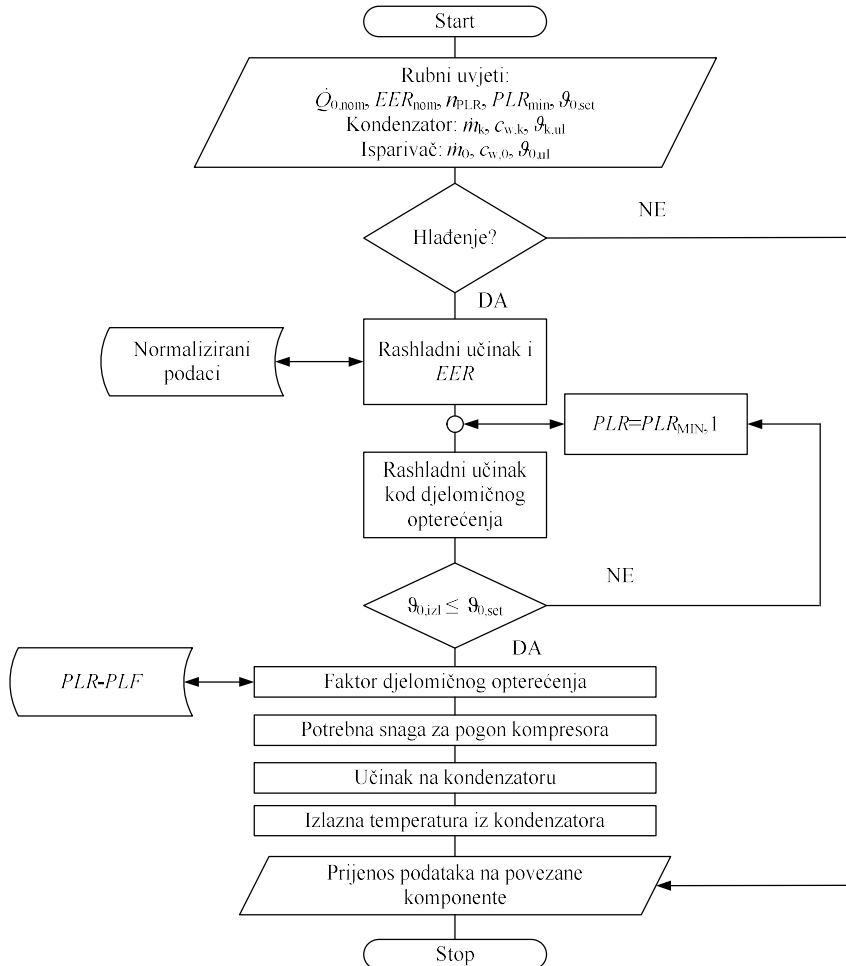 Start
Rubni uvjeti:
Q̇0,nom, EERnom, nPLR, PLRmin, ϑ0,set
Kondenzator: ṁk, cw,k, ϑk,ul
Isparivač: ṁ0, cw,0, ϑ0,ul
Hlađenje?
NE
DA
Normalizirani
podaci
Rashladni učinak i
EER
PLR=PLRMIN,1
Rashladni učinak
kod djelomičnog
opterećenja
NE
ϑ0,izl ≤ ϑ0,set
DA
PLR-PLF
Faktor djelomičnog opterećenja
Potrebna snaga za pogon kompresora
Učinak na kondenzatoru
Izlazna temperatura iz kondenzatora
Prijenos podataka na povezane
komponente
Stop